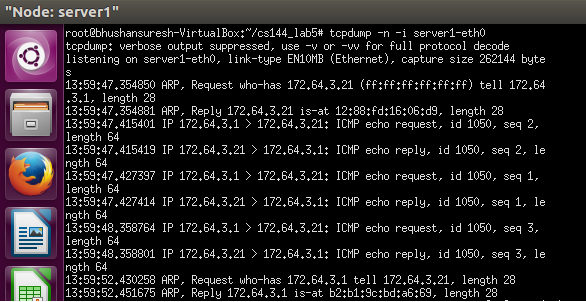 "Node: server1"
root@bhushansuresh-VirtualBox:~/cs144_lab5# tcpdump -n -i server1-eth0
tcpdump: verbose output suppressed, use -v or -vv for full protocol decode
listening on server1-eth0, link-type EN10MB (Ethernet), capture size 262144 byte
s
13:59:47.354850 ARP, Request who-has 172.64.3.21 (ff:ff:ff:ff:ff:ff) tell 172.64
.3.1, length 28
13:59:47.354881 ARP, Reply 172.64.3.21 is-at 12:88:fd:16:06:d9, length 28
13:59:47.415401 IP 172.64.3.1 > 172.64.3.21: ICMP echo request, id 1050, seq 2,
length 64
13:59:47.415419 IP 172.64.3.21 > 172.64.3.1: ICMP echo reply, id 1050, seq 2, le
ngth 64
13:59:47.427397 IP 172.64.3.1 > 172.64.3.21: ICMP echo request, id 1050, seq 1,
length 64
13:59:47.427414 IP 172.64.3.21 > 172.64.3.1: ICMP echo reply, id 1050, seq 1, le
ngth 64
13:59:48.358764 IP 172.64.3.1 > 172.64.3.21: ICMP echo request, id 1050, seq 3,
length 64
13:59:48.358801 IP 172.64.3.21 > 172.64.3.1: ICMP echo reply, id 1050, seq 3, le
ngth 64
13:59:52.430258 ARP, Request who-has 172.64.3.1 tell 172.64.3.21, length 28
13:59:52.451675 ARP, Reply 172.64.3.1 is-at b2:b1:9c:bd:a6:69, length 28